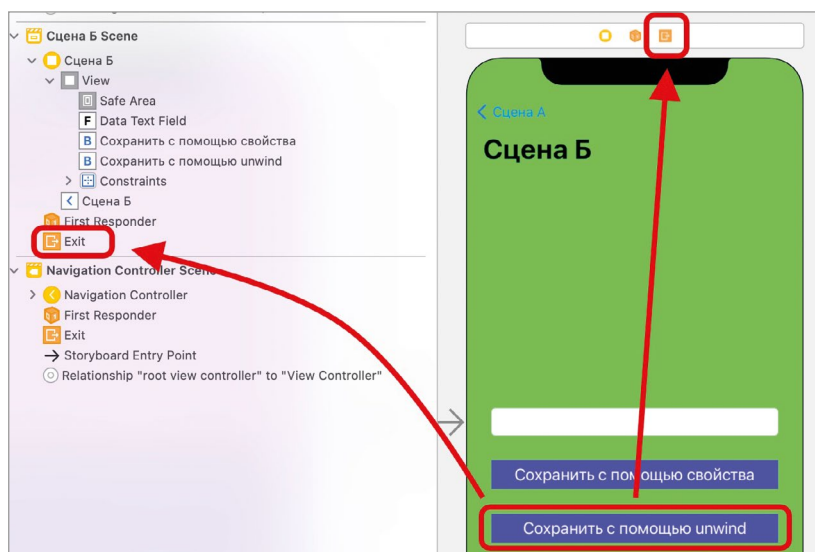 Сцена Б Scene
Сцена Б
View
Safe Area
F Data Text Field
B Сохранить с помощью свойства
B Сохранить с помощью unwind
Constraints
Сцена Б
First Responder
Exit
Navigation Controller Scene
Navigation Controller
First Responder
Exit
Storyboard Entry Point
Relationship "root view controller" to "View Controller"
Сцена А
Сцена Б
Сохранить с помощью свойства
Сохранить с помощью unwind